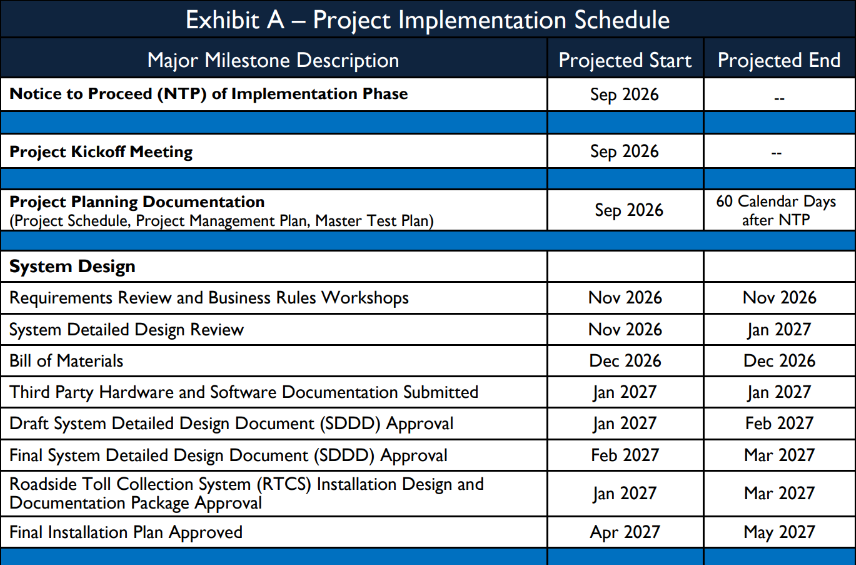 Exhibit A – Project Implementation Schedule
Major Milestone Description Projected Start Projected End
Notice to Proceed (NTP) of Implementation Phase Sep 2026 --
Project Kickoff Meeting Sep 2026 --
Project Planning Documentation
(Project Schedule, Project Management Plan, Master Test Plan) Sep 2026 60 Calendar Days
after NTP
System Design
Requirements Review and Business Rules Workshops Nov 2026 Nov 2026
System Detailed Design Review Nov 2026 Jan 2027
Bill of Materials Dec 2026 Dec 2026
Third Party Hardware and Software Documentation Submitted Jan 2027 Jan 2027
Draft System Detailed Design Document (SDDD) Approval Jan 2027 Feb 2027
Final System Detailed Design Document (SDDD) Approval Feb 2027 Mar 2027
Roadside Toll Collection System (RTCS) Installation Design and
Documentation Package Approval Jan 2027 Mar 2027
Final Installation Plan Approved Apr 2027 May 2027